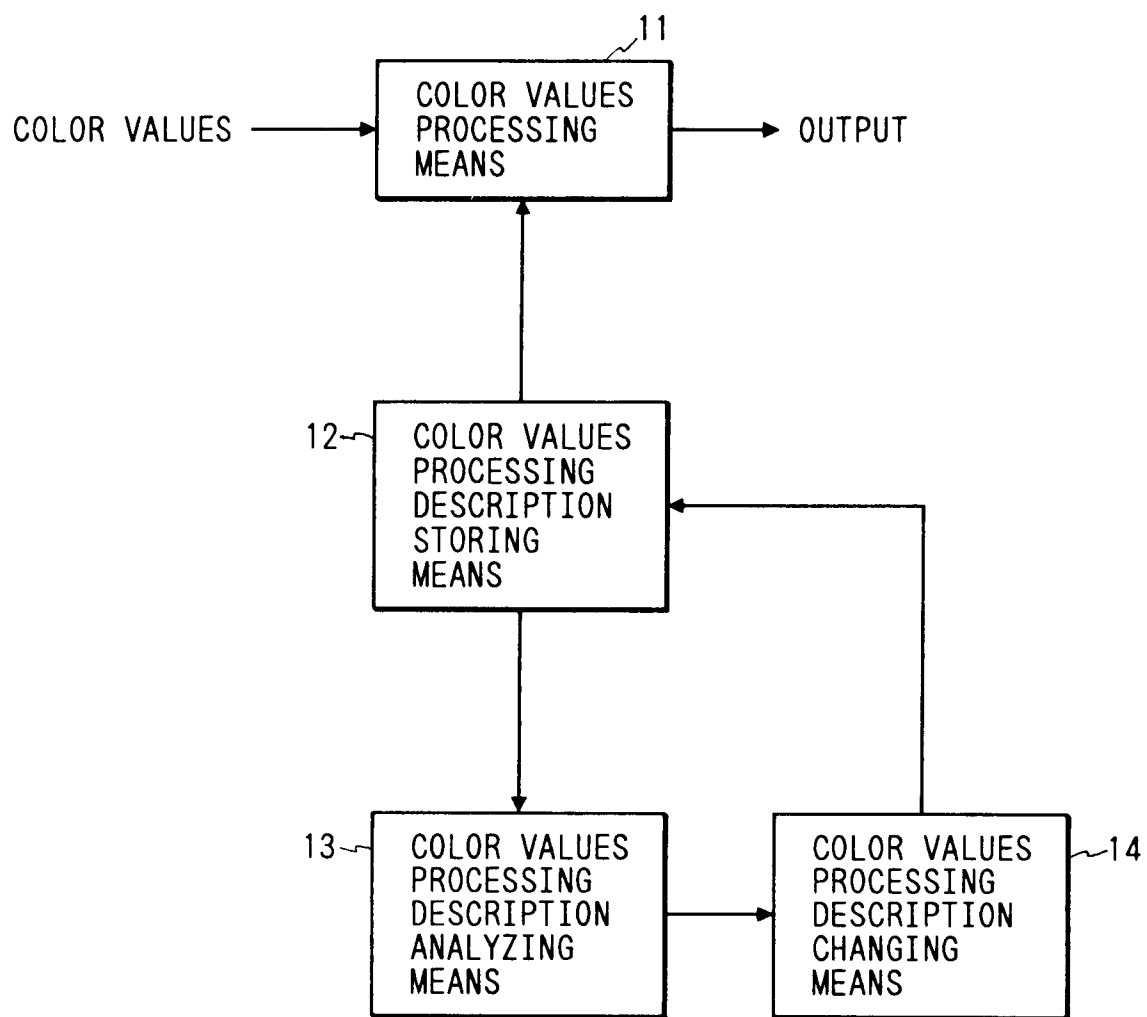 11
COLOR VALUES
PROCESSING
MEANS
COLOR VALUES
OUTPUT
12
COLOR VALUES
PROCESSING
DESCRIPTION
STORING
MEANS
13
COLOR VALUES
PROCESSING
DESCRIPTION
ANALYZING
MEANS
COLOR VALUES
PROCESSING
DESCRIPTION
CHANGING
MEANS
14